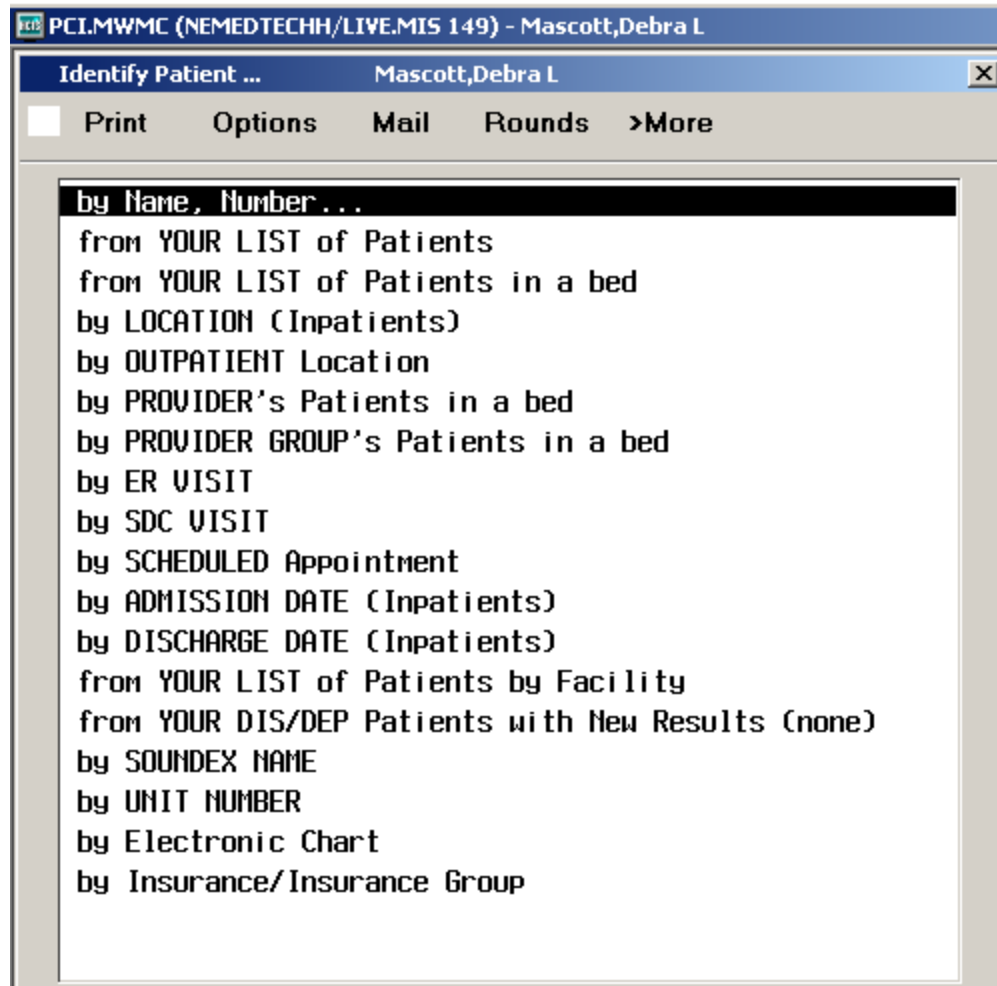 PCI.MWMC (NEMEDTECHH/LIVE.MIS 149) - Mascott,Debra L
Identify Patient ... Mascott,Debra L
Print Options Mail Rounds >More
by Name, Number...
from YOUR LIST of Patients
from YOUR LIST of Patients in a bed
by LOCATION (Inpatients)
by OUTPATIENT Location
by PROVIDER's Patients in a bed
by PROVIDER GROUP's Patients in a bed
by ER VISIT
by SDC VISIT
by SCHEDULED Appointment
by ADMISSION DATE (Inpatients)
by DISCHARGE DATE (Inpatients)
from YOUR LIST of Patients by Facility
from YOUR DIS/DEP Patients with New Results (none)
by SOUNDEX NAME
by UNIT NUMBER
by Electronic Chart
by Insurance/Insurance Group